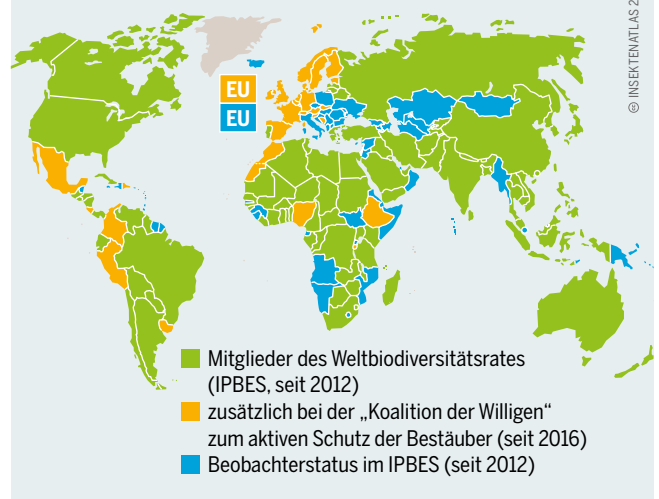 © INSEKTENATLAS 2
EU
EU
Mitglieder des Weltbiodiversitätsrates
(IPBES, seit 2012)
zusätzlich bei der „Koalition der Willigen“
zum aktiven Schutz der Bestäuber (seit 2016)
Beobachterstatus im IPBES (seit 2012)